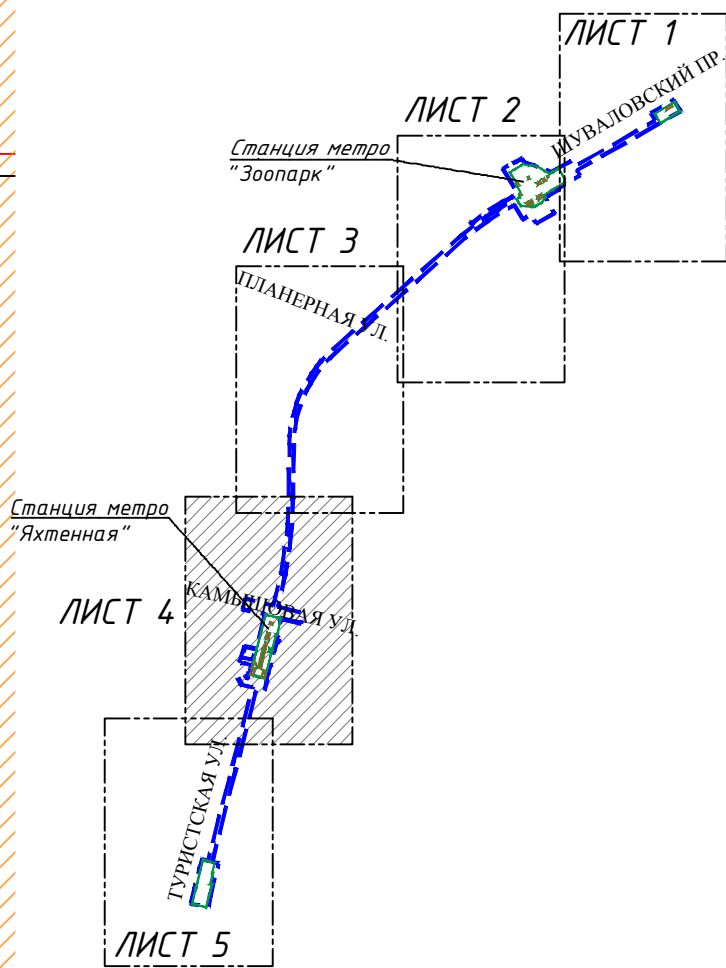 ЛИСТ 1
ШУВАЛОВСКИЙ ПР.
ЛИСТ 2
Станция метро
"Зоопарк"
ЛИСТ 3
ПЛАНЕРНАЯ УЛ.
Станция метро
"Яхтенная"
КАМЫШОВАЯ УЛ.
ЛИСТ 4
ТУРИСТСКАЯ УЛ.
ЛИСТ 5